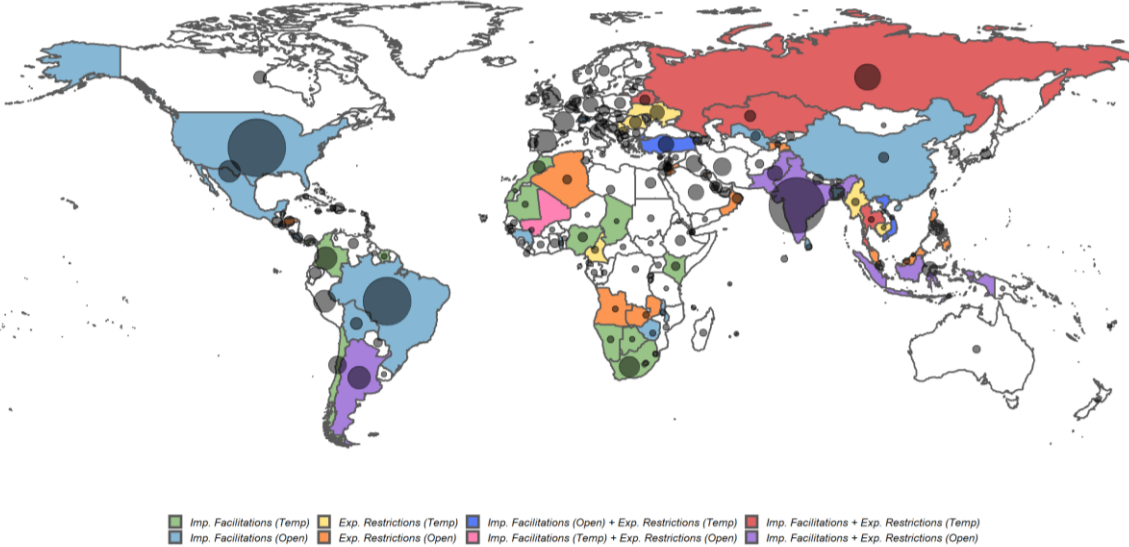 Imp. Facilitations (Temp) Exp. Restrictions (Temp) Imp. Facilitations (Open) + Exp. Restrictions (Temp) Imp. Facilitations + Exp. Restrictions (Temp)
Imp. Facilitations (Open) Exp. Restrictions (Open) Imp. Facilitations (Temp) + Exp. Restrictions (Open) Imp. Facilitations + Exp. Restrictions (Open)